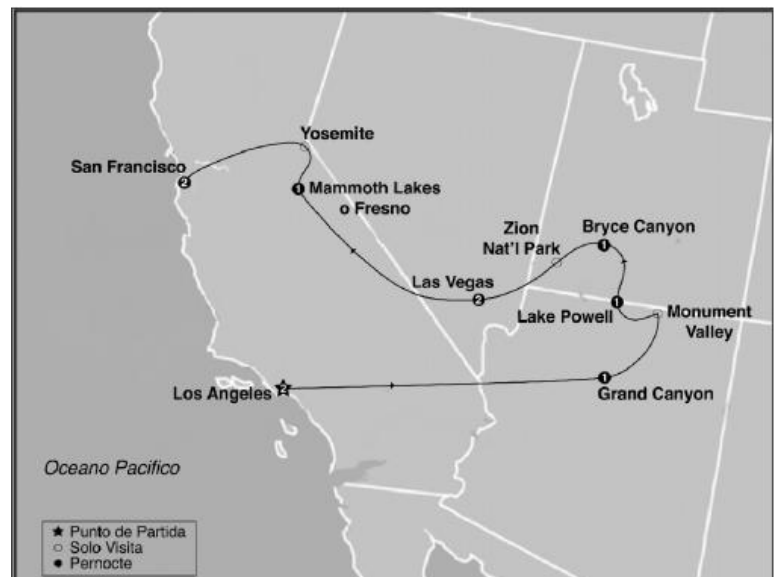 Yosemite
San Francisco
2
1
Mammoth Lakes
o Fresno
Zion
Nat'l Park
Bryce Canyon
1
Las Vegas
2
1
Lake Powell
Monument
Valley
Los Angeles
2
1
Grand Canyon
Oceano Pacifico
Punto de Partida
Solo Visita
Pernocte